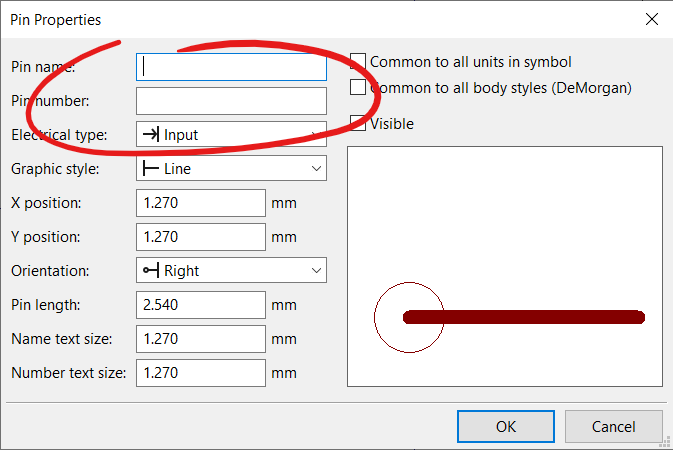 Pin Properties
Pin name:
Common to all units in symbol
Pin number:
Common to all body styles (DeMorgan)
Electrical type:
Input
Visible
Graphic style:
Line
X position:
1.270 mm
Y position:
1.270 mm
Orientation:
Right
Pin length:
2.540 mm
Name text size:
1.270 mm
Number text size:
1.270 mm
OK
Cancel